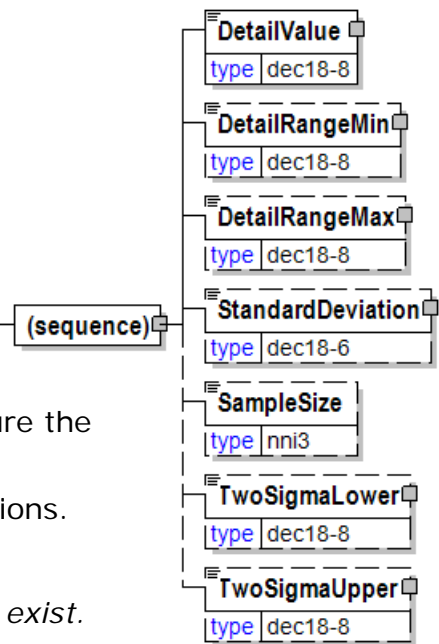 DetailValue
type dec18-8
DetailRangeMin
type dec18-8
DetailRangeMax
type dec18-8
(sequence)
StandardDeviation
type dec18-6
SampleSize
type nni3
TwoSigmaLower
type dec18-8
TwoSigmaUpper
type dec18-8
ure the
ions.
exist.